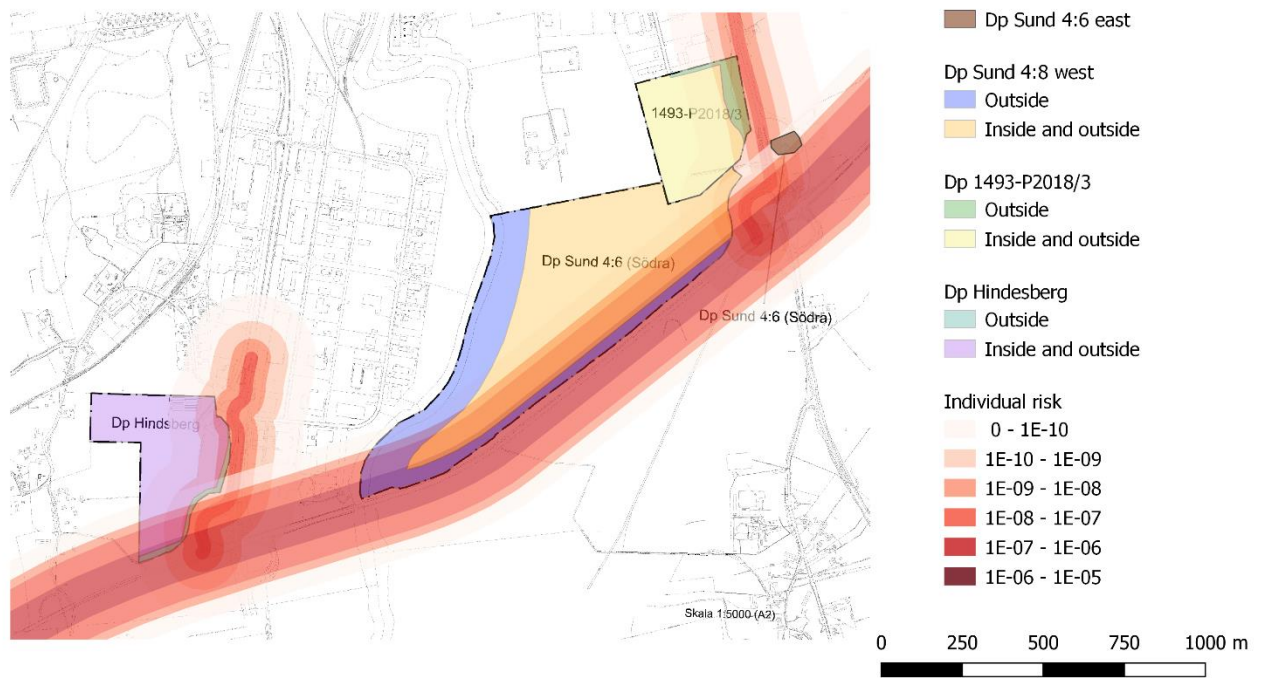 1493-P2018/3
Dp Sund 4:6 (Södra)
Dp Sund 4:6 (Södra)
Dp Hindsberg
Skala 1:5000 (A2)
Dp Sund 4:6 east
Dp Sund 4:8 west
Outside
Inside and outside
Dp 1493-P2018/3
Outside
Inside and outside
Dp Hindesberg
Outside
Inside and outside
Individual risk
0 - 1E-10
1E-10 - 1E-09
1E-09 - 1E-08
1E-08 - 1E-07
1E-07 - 1E-06
1E-06 - 1E-05
0 250 500 750 1000 m